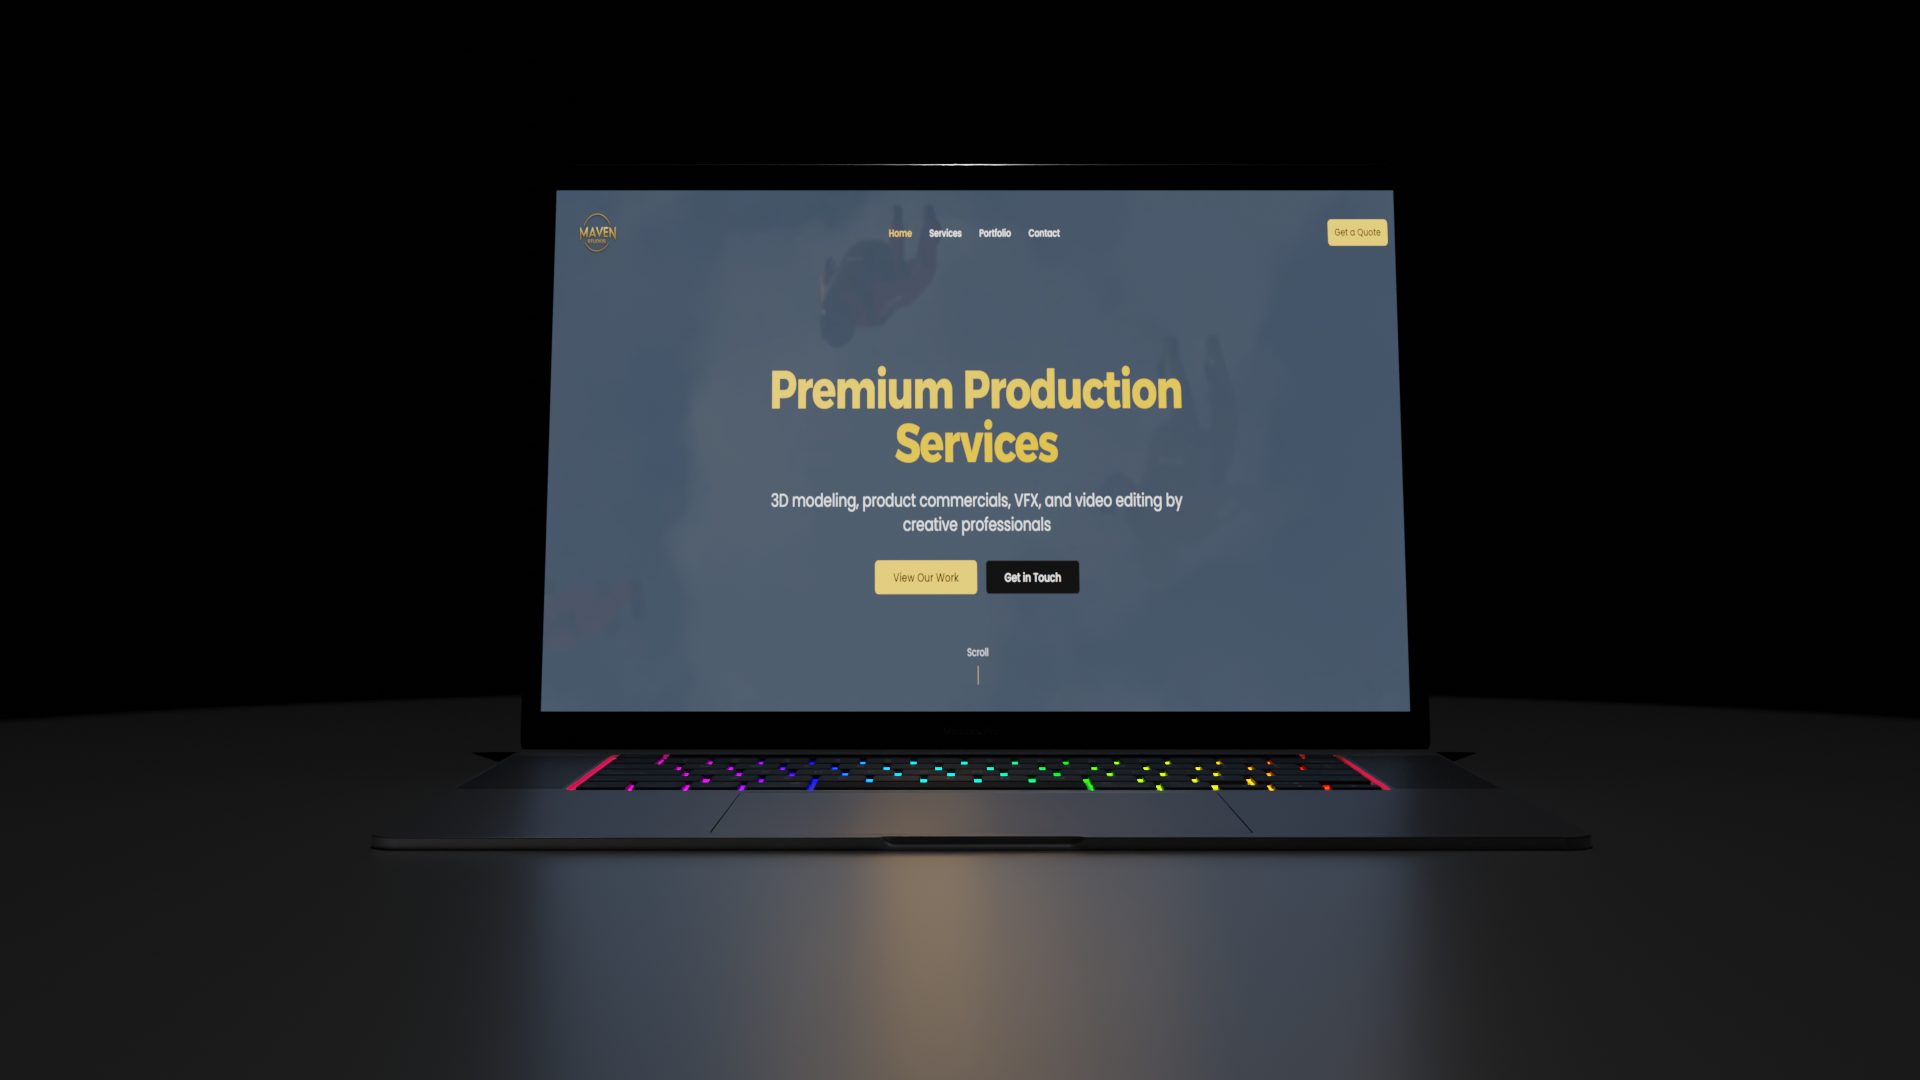 MAVEN
STUDIOS
Home Services Portfolio Contact
Get a Quote
Premium Production
Services
3D modeling, product commercials, VFX, and video editing by
creative professionals
View Our Work
Get in Touch
Scroll